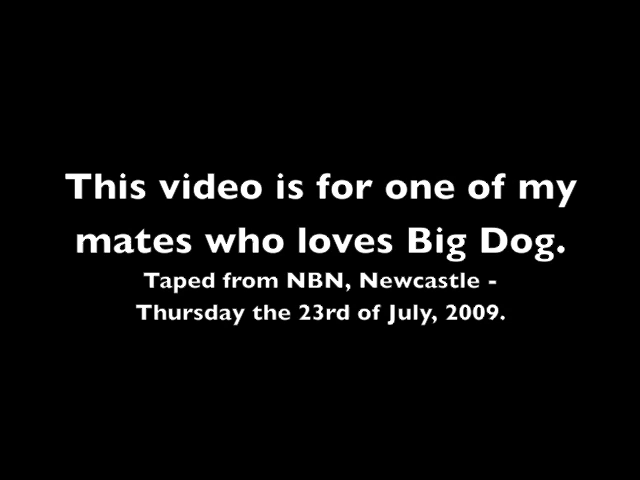 This video is for one of my
mates who loves Big Dog.
Taped from NBN, Newcastle -
Thursday the 23rd of July, 2009.